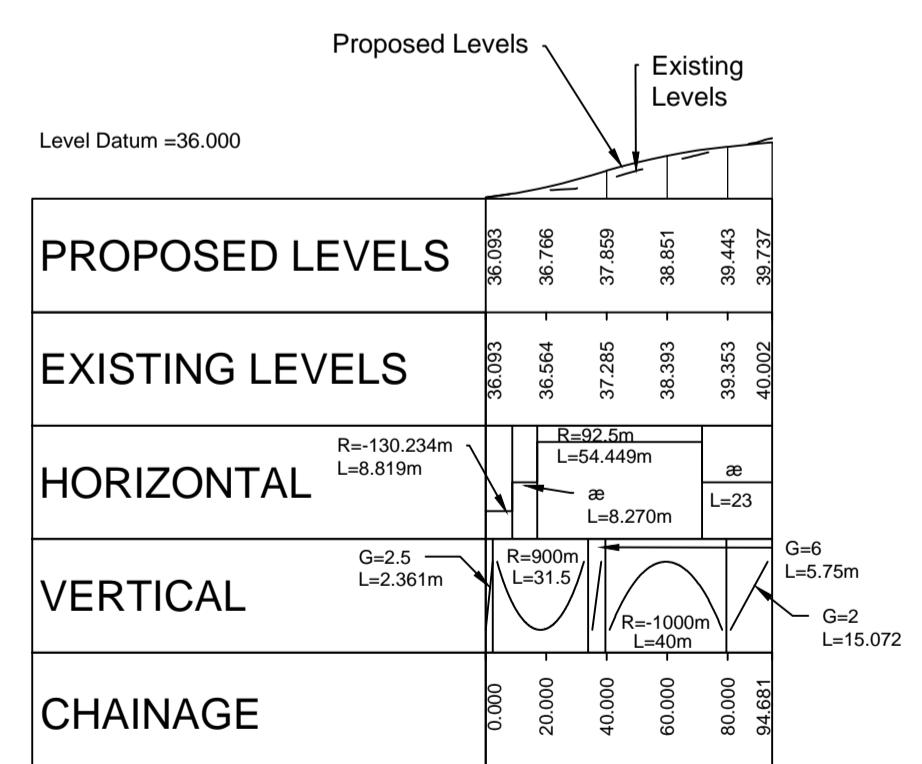 Proposed Levels
Existing
Levels
Level Datum =36.000
PROPOSED LEVELS
36.093
36.766
37.859
38.851
39.443
39.737
EXISTING LEVELS
36.093
36.564
37.285
38.393
39.353
40.002
HORIZONTAL
R=-130.234m
L=8.819m
R=92.5m
L=54.449m
æ
L=8.270m
æ
L=23
VERTICAL
G=2.5
L=2.361m
R=900m
L=31.5
R=-1000m
L=40m
G=6
L=5.75m
G=2
L=15.072
CHAINAGE
0.000
20.000
40.000
60.000
80.000
94.681